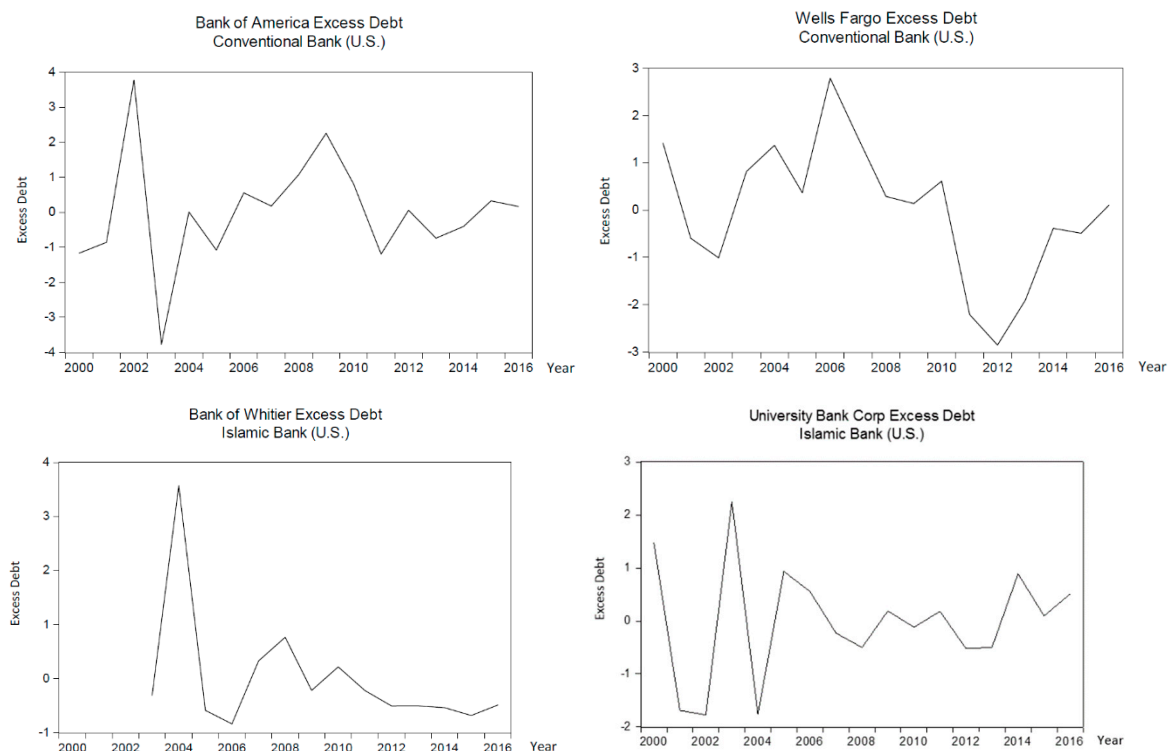 Bank of America Excess Debt
Conventional Bank (U.S.)
4
3
2
1
0
-1
-2
-3
-4
Excess Debt
2000 2002 2004 2006 2008 2010 2012 2014 2016 Year
Wells Fargo Excess Debt
Conventional Bank (U.S.)
3
2
1
0
-1
-2
-3
Excess Debt
2000 2002 2004 2006 2008 2010 2012 2014 2016 Year
Bank of Whitier Excess Debt
Islamic Bank (U.S.)
4
3
2
1
-0
-1
Excess Debt
2000 2002 2004 2006 2008 2010 2012 2014 2016 Year
University Bank Corp Excess Debt
Islamic Bank (U.S.)
3
2
1
0
-1
-2
Excess Debt
2000 2002 2004 2006 2008 2010 2012 2014 2016 Year